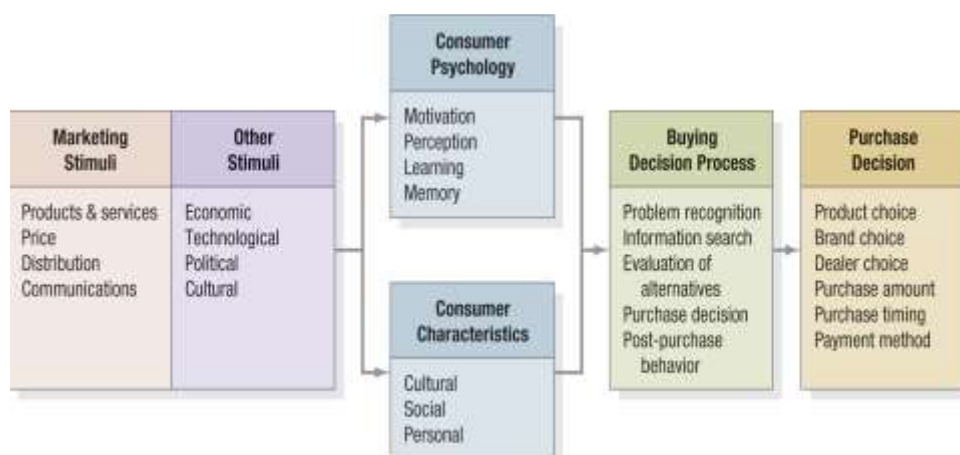 Marketing
Stimuli
Products & services
Price
Distribution
Communications
Other
Stimuli
Economic
Technological
Political
Cultural
Consumer
Psychology
Motivation
Perception
Learning
Memory
Consumer
Characteristics
Cultural
Social
Personal
Buying
Decision Process
Problem recognition
Information search
Evaluation of
alternatives
Purchase decision
Post-purchase
behavior
Purchase
Decision
Product choice
Brand choice
Dealer choice
Purchase amount
Purchase timing
Payment method